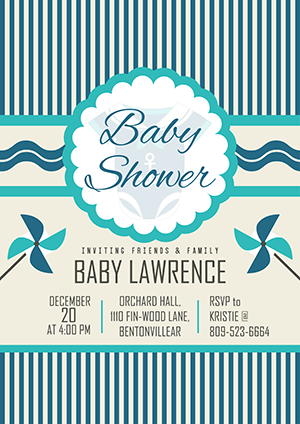 Baby
Shower
INVITING FRIENDS & FAMILY
BABY LAWRENCE
DECEMBER
20
AT 4:00 PM
ORCHARD HALL,
1110 FIN-WOOD LANE,
BENTONVILLEAR
RSVP to
KRISTIE @
809-523-6664